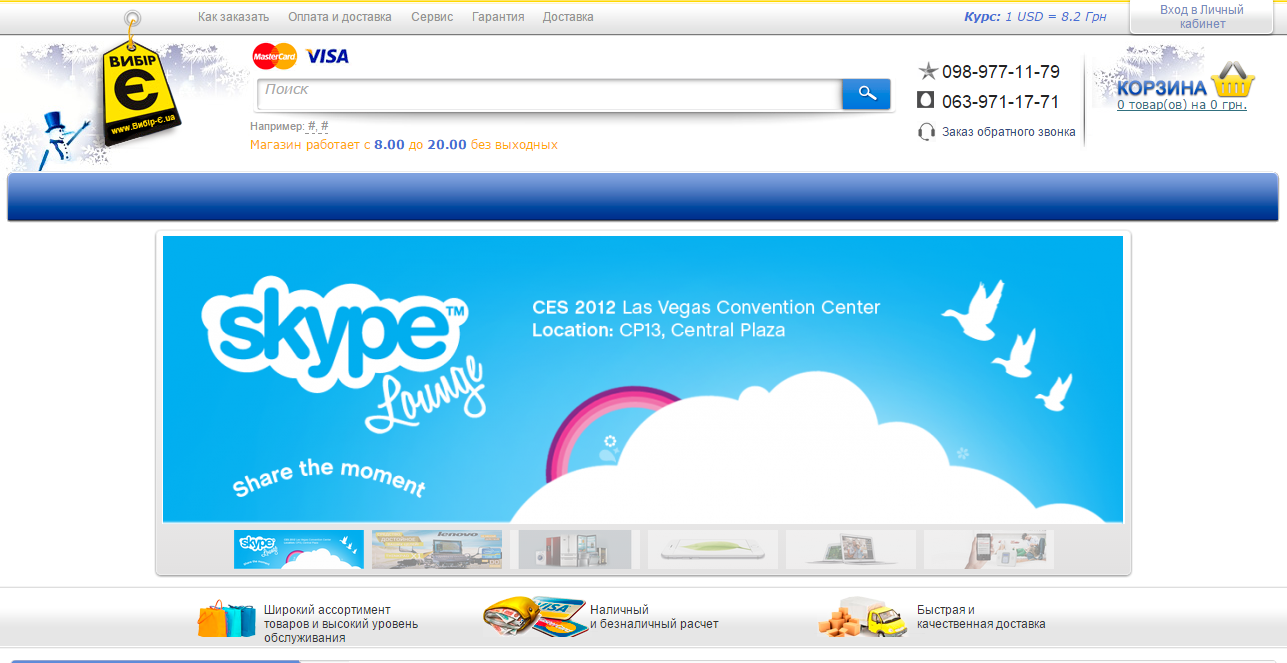 Как заказать Оплата и доставка Сервис Гарантия Доставка
Курс: 1 USD = 8.2 Грн
Вход в Личный
кабинет
ВИБІР
Є
www.Вибір-Є.ua
MasterCard VISA
Поиск
Например: #, #
Магазин работает с 8.00 до 20.00 без выходных
098-977-11-79
063-971-17-71
Заказ обратного звонка
КОРЗИНА
0 товар(ов) на 0 грн.
skype™
Lounge
Share the moment
CES 2012 Las Vegas Convention Center
Location: CP13, Central Plaza
skype
Lounge
lenovo
Широкий ассортимент
товаров и высокий уровень
обслуживания
VISA
Наличный
и безналичный расчет
Быстрая и
качественная доставка